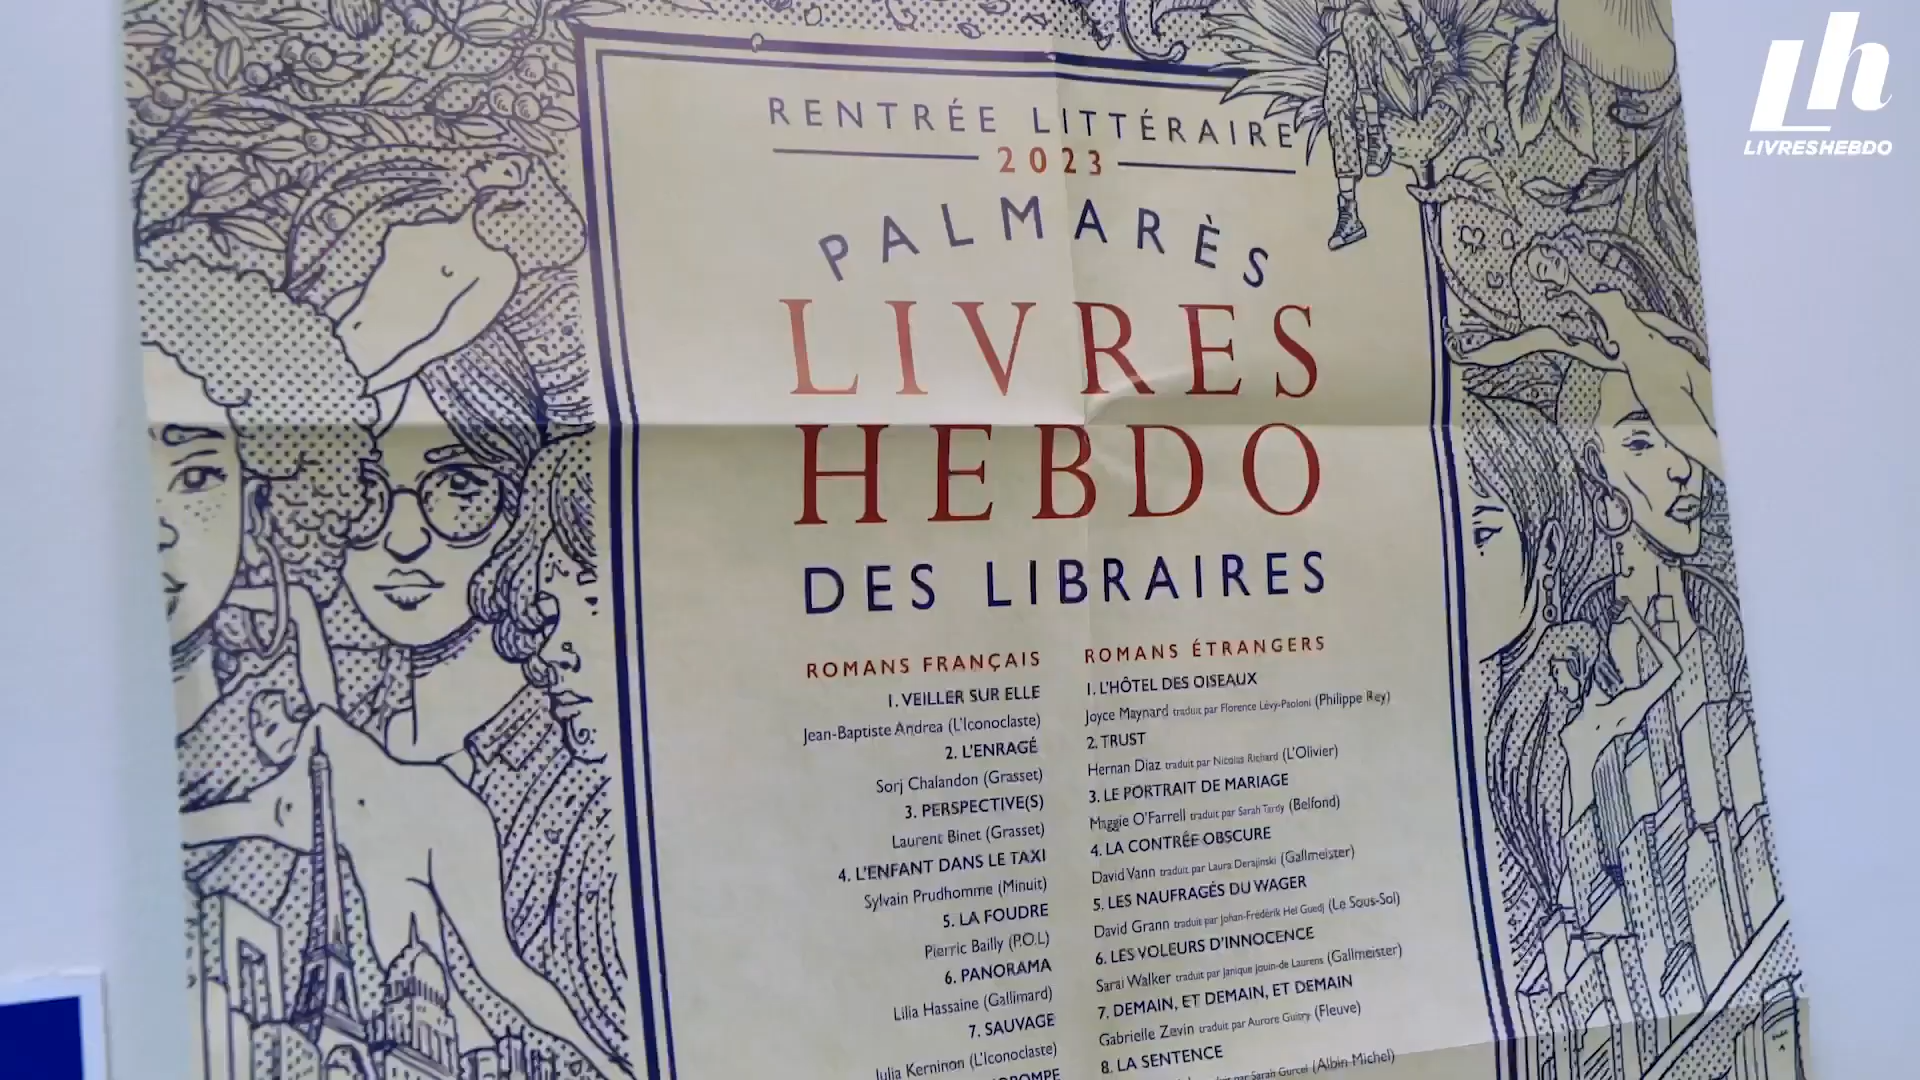 Lh
LIVRESHEBDO
RENTRÉE LITTÉRAIRE
2023
PALMARÈS
LIVRES
HEBDO
DES LIBRAIRES
ROMANS FRANÇAIS
1. VEILLER SUR ELLE
Jean-Baptiste Andrea (L'Iconoclaste)
2. L'ENRAGÉ
Sorj Chalandon (Grasset)
3. PERSPECTIVE(S)
Laurent Binet (Grasset)
4. L'ENFANT DANS LE TAXI
Sylvain Prudhomme (Minuit)
5. LA FOUDRE
Pierric Bailly (P.O.L)
6. PANORAMA
Lilia Hassaine (Gallimard)
7. SAUVAGE
Julia Kerninon (L'Iconoclaste)
ROMANS ÉTRANGERS
1. L'HÔTEL DES OISEAUX
Joyce Maynard traduit par Florence Lévy-Paoloni (Philippe Rey)
2. TRUST
Hernan Diaz traduit par Nicolas Richard (L'Olivier)
3. LE PORTRAIT DE MARIAGE
Maggie O'Farrell traduit par Sarah Tardy (Belfond)
4. LA CONTRÉE OBSCURE
David Vann traduit par Laura Derajinski (Gallmeister)
5. LES NAUFRAGÉS DU WAGER
David Grann traduit par Johan-Frédérik Hel Guedj (Le Sous-Sol)
6. LES VOLEURS D'INNOCENCE
Sarai Walker traduit par Janique Jouin-de Laurens (Gallmeister)
7. DEMAIN, ET DEMAIN, ET DEMAIN
Gabrielle Zevin traduit par Aurore Guitry (Fleuve)
8. LA SENTENCE
par Sarah Gurcel (Albin Michel)